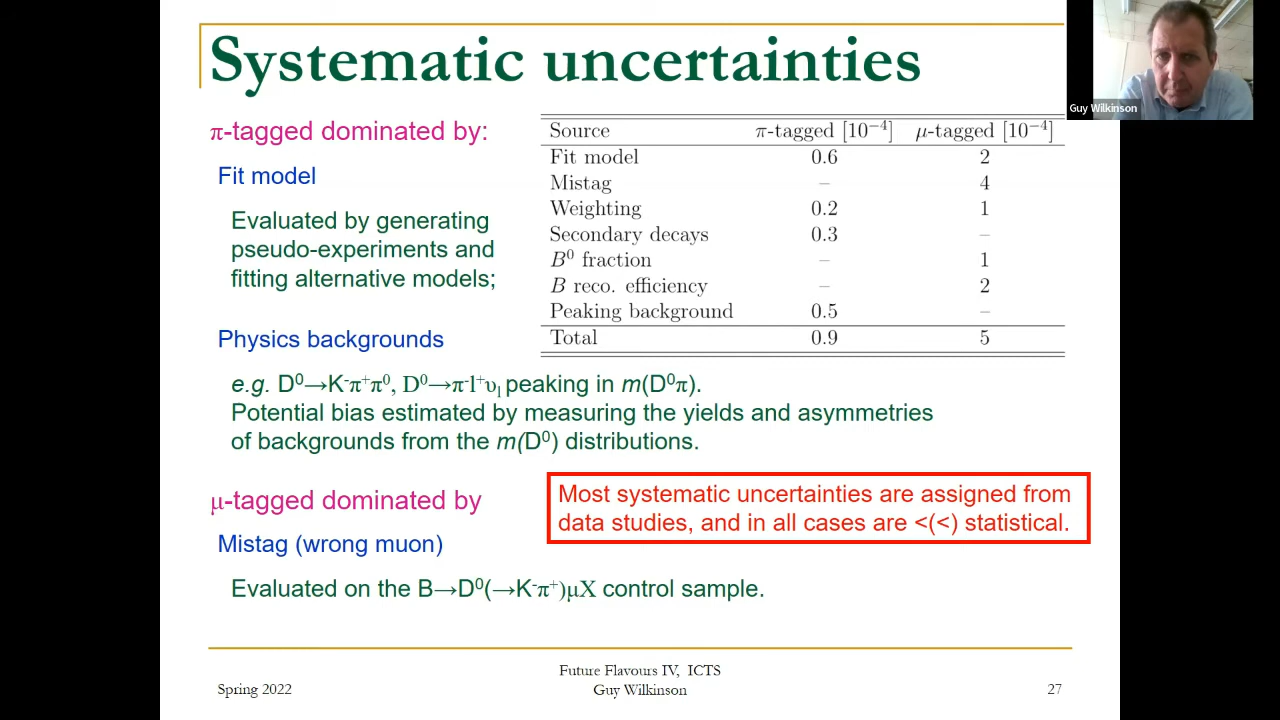 Systematic uncertainties
Guy Wilkinson
π-tagged dominated by:
Fit model
Evaluated by generating
pseudo-experiments and
fitting alternative models;
Source π-tagged [10⁻⁴] μ-tagged [10⁻⁴]
Fit model 0.6 2
Mistag – 4
Weighting 0.2 1
Secondary decays 0.3 –
B⁰ fraction – 1
B reco. efficiency – 2
Peaking background 0.5 –
Total 0.9 5
Physics backgrounds
e.g. D⁰→K⁻π⁺π⁰, D⁰→π⁻l⁺υₗ peaking in m(D⁰π).
Potential bias estimated by measuring the yields and asymmetries
of backgrounds from the m(D⁰) distributions.
μ-tagged dominated by
Most systematic uncertainties are assigned from
data studies, and in all cases are <(<) statistical.
Mistag (wrong muon)
Evaluated on the B→D⁰(→K⁻π⁺)μX control sample.
Spring 2022
Future Flavours IV, ICTS
Guy Wilkinson
27